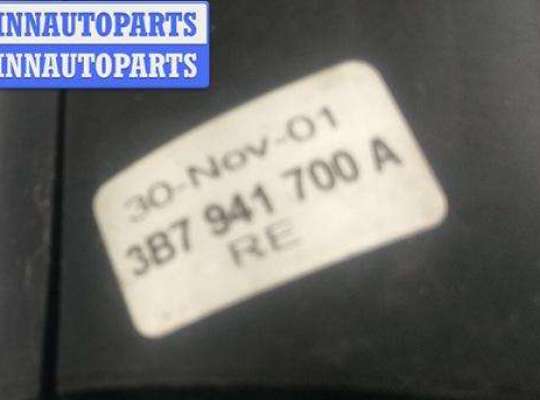 INNAUTOPARTS
INNAUTOPARTS
30-Nov-01
3B7 941 700 A
RE